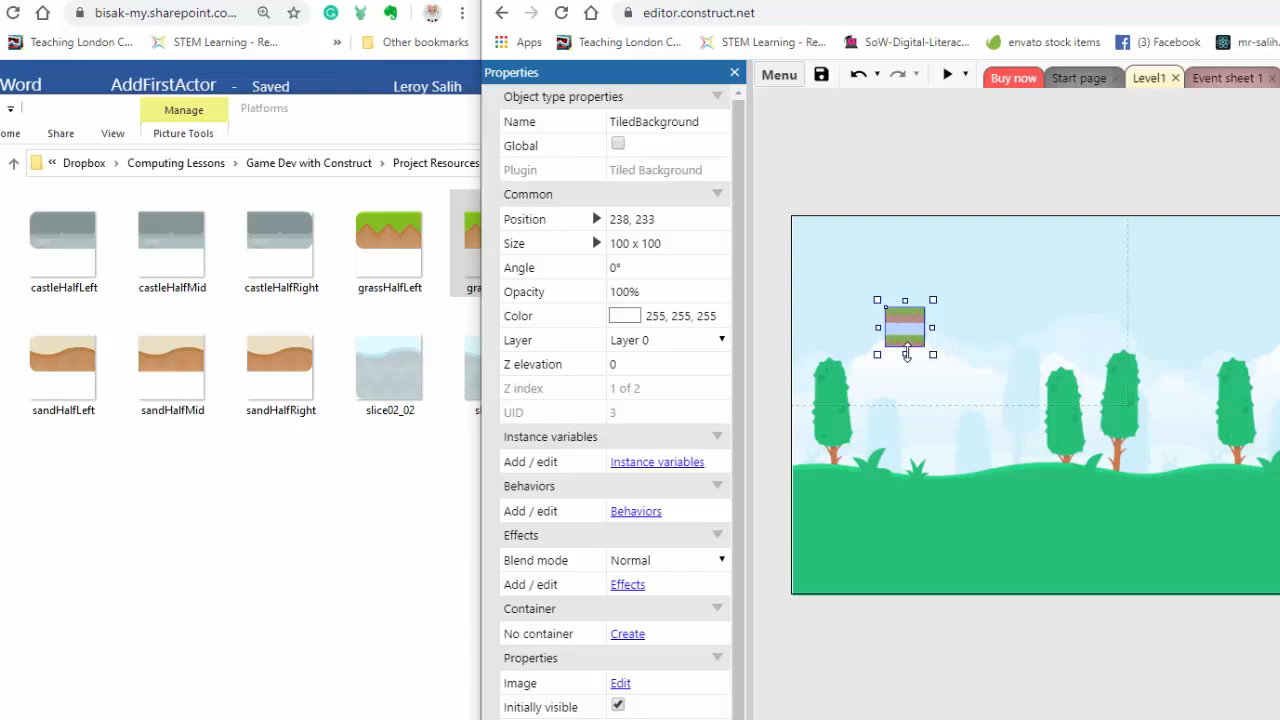 bisak-my.sharepoint.co...
Teaching London C...
STEM Learning - Re...
»
Other bookmarks
Word
AddFirstActor - Saved
Leroy Salih
Manage
Platforms
ome
Share
View
Picture Tools
«
Dropbox
Computing Lessons
Game Dev with Construct
Project Resources
castleHalfLeft
castleHalfMid
castleHalfRight
grassHalfLeft
gra
sandHalfLeft
sandHalfMid
sandHalfRight
slice02_02
sl
editor.construct.net
Apps
Teaching London C...
STEM Learning - Re...
SoW-Digital-Literac...
envato stock items
(3) Facebook
mr-salih.
Properties
Menu
Buy now
Start page
Level1
Event sheet 1
Object type properties
Name TiledBackground
Global
Plugin Tiled Background
Common
Position 238, 233
Size 100 x 100
Angle 0°
Opacity 100%
Color 255, 255, 255
Layer Layer 0
Z elevation 0
Z index 1 of 2
UID 3
Instance variables
Add / edit Instance variables
Behaviors
Add / edit Behaviors
Effects
Blend mode Normal
Add / edit Effects
Container
No container Create
Properties
Image Edit
Initially visible